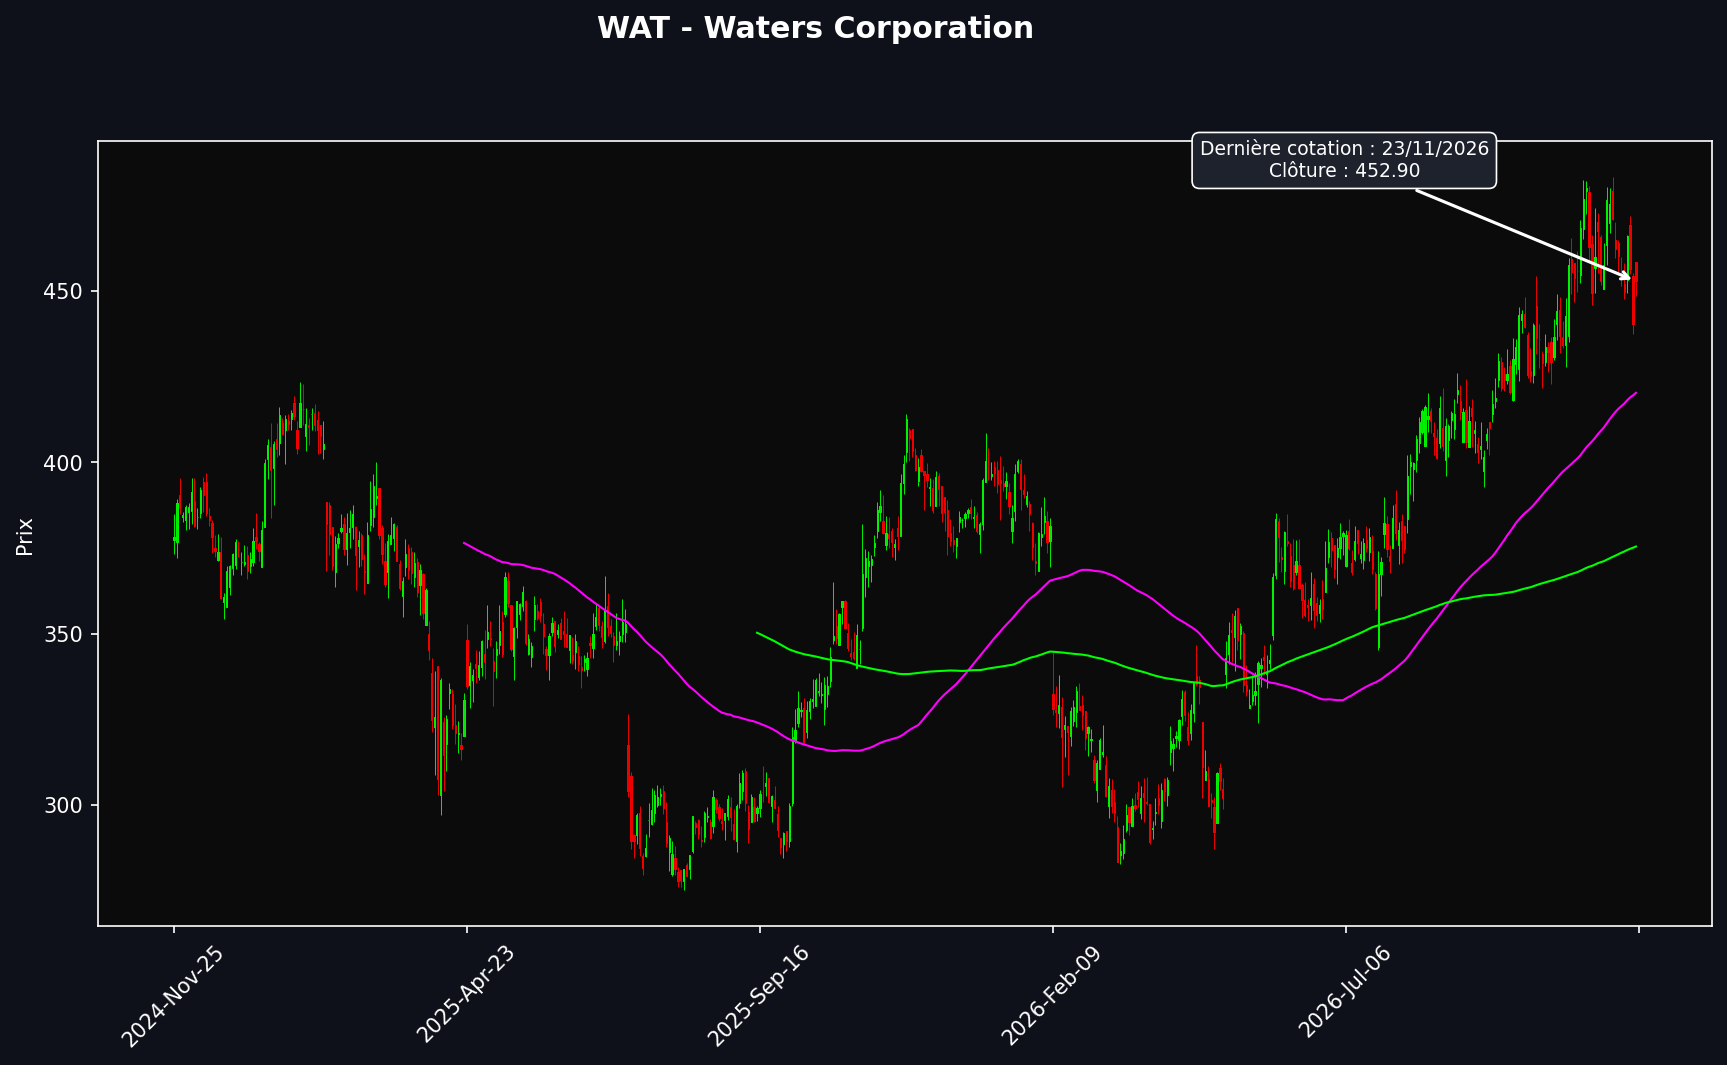 WAT - Waters Corporation
Dernière cotation : 23/11/2026
Clôture : 452.90
Prix
450
400
350
300
2024-Nov-25
2025-Apr-23
2025-Sep-16
2026-Feb-09
2026-Jul-06